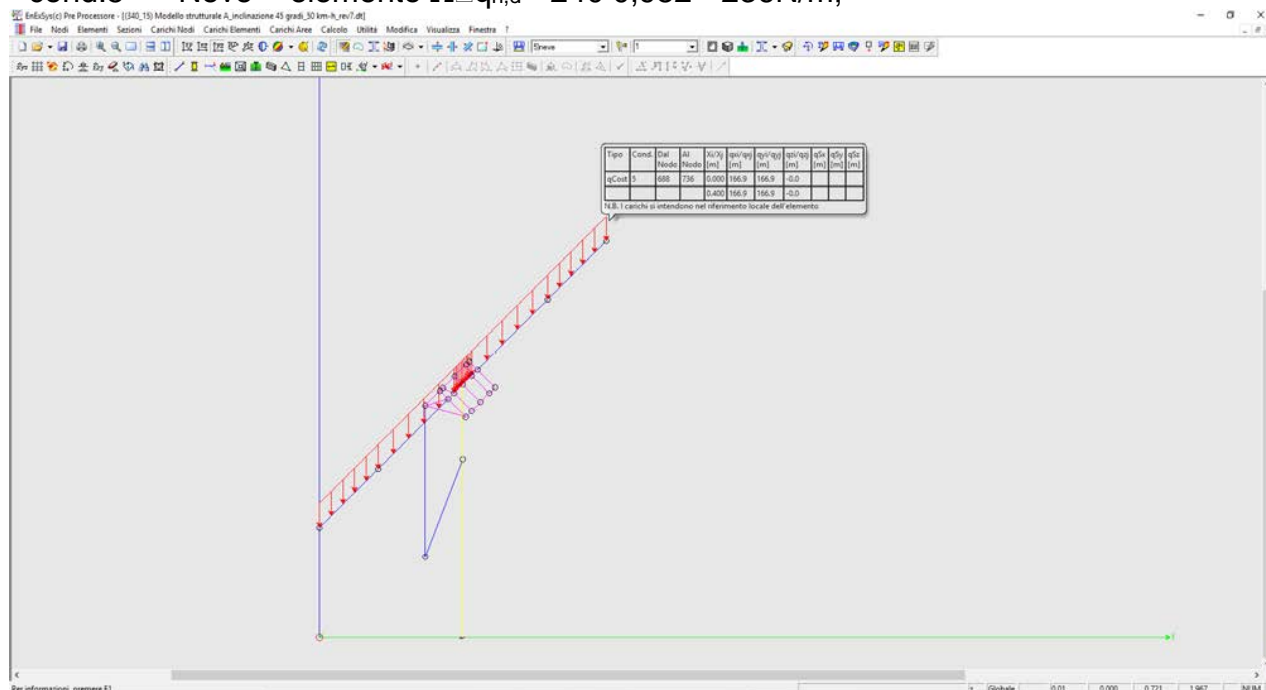 EnExSys(c) Pre Processore - [(340_15) Modello strutturale A_inclinazione 45 gradi_30 km-h_rev7.dt]
File Nodi Elementi Sezioni Carichi Nodi Carichi Elementi Carichi Aree Calcolo Utilità Modifica Visualizza Finestra ?
Sneve 1
Tipo Cond. Dal Nodo Al Nodo Xi/Xj [m] qxi/qxj [m] qyi/qyj [m] qzi/qzj [m] qSx [m] qSy [m] qSz [m]
qCost 5 688 736 0.000 166.9 166.9 -0.0
0.400 166.9 166.9 -0.0
N.B. I carichi si intendono nel riferimento locale dell'elemento
Per informazioni, premere F1
Globale 0.01 0.000 0.721 1.967 NUM